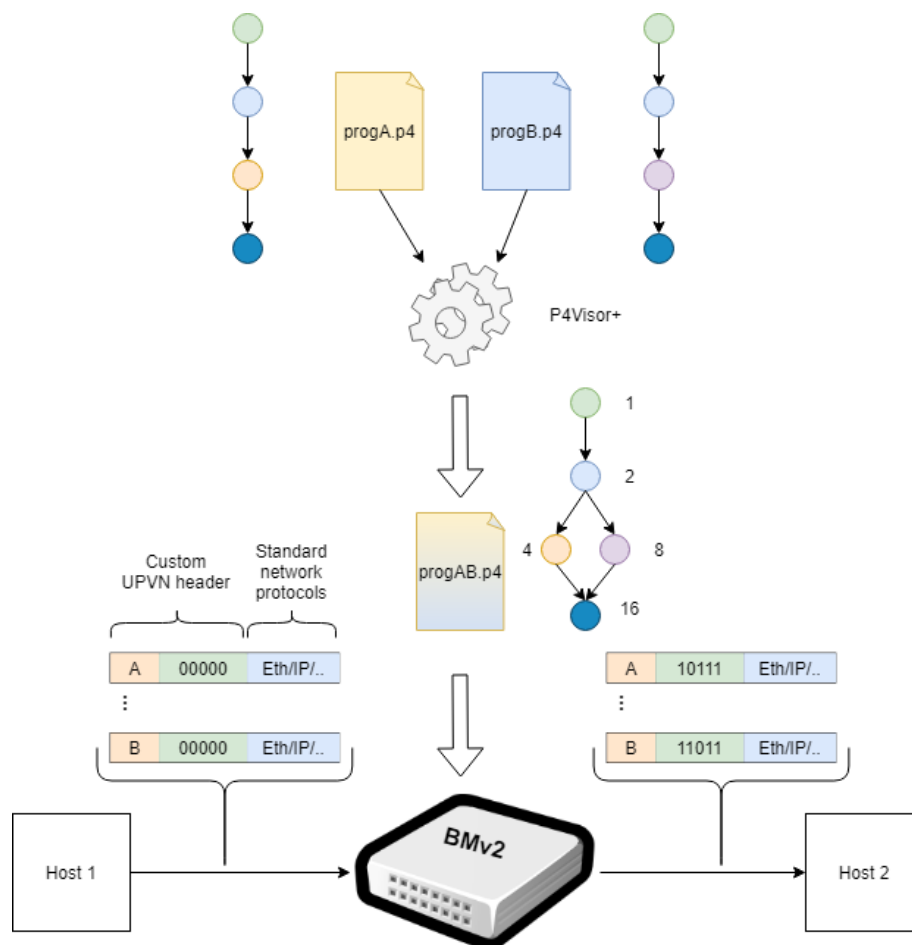 progA.p4
progB.p4
P4Visor+
1
2
4
8
progAB.p4
16
Custom
UPVN header
Standard
network
protocols
A 00000 Eth/IP/..
⋮
B 00000 Eth/IP/..
A 10111 Eth/IP/..
⋮
B 11011 Eth/IP/..
Host 1
BMv2
Host 2